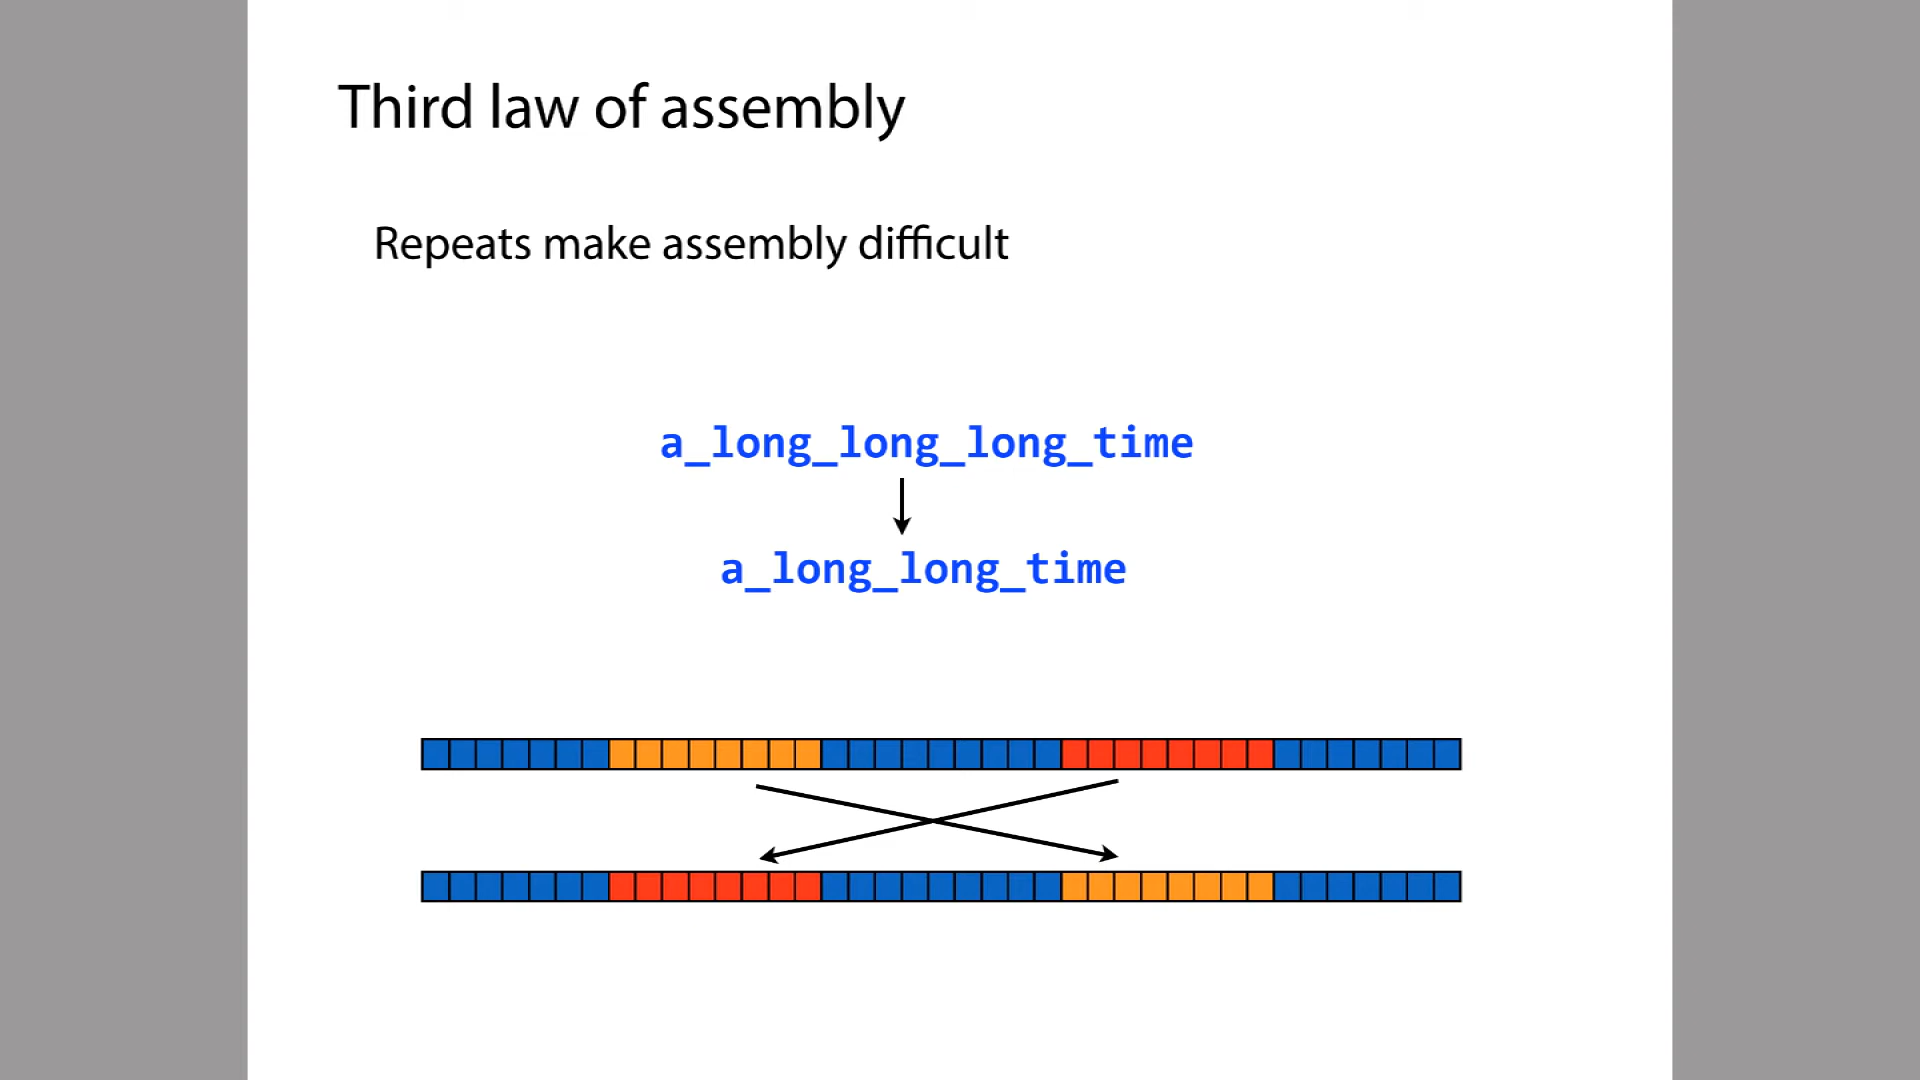 Third law of assembly
Repeats make assembly difficult
a_long_long_long_time
a_long_long_time